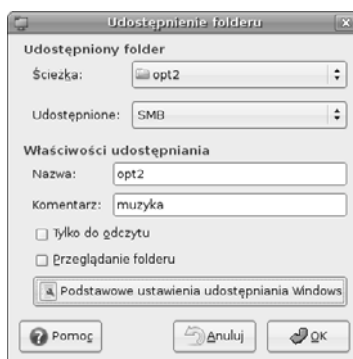 Udostępnienie folderu
Udostępniony folder
Ścieżka: opt2
Udostępnione: SMB
Właściwości udostępniania
Nazwa: opt2
Komentarz: muzyka
Tylko do odczytu
Przeglądanie folderu
Podstawowe ustawienia udostępniania Windows
Pomoc Anuluj OK